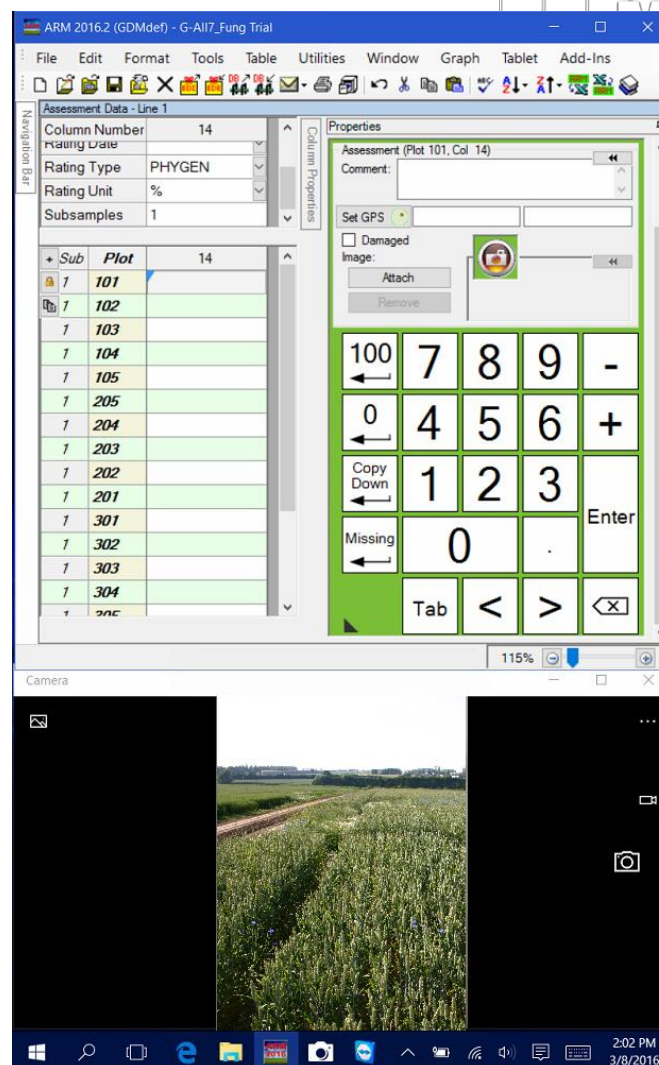 ARM 2016.2 (GDMdef) - G-All7_Fung Trial
File Edit Format Tools Table Utilities Window Graph Tablet Add-Ins
Navigation Bar
Assessment Data - Line 1
Column Number 14
Rating Date
Rating Type PHYGEN
Rating Unit %
Subsamples 1
+ Sub Plot 14
1 101
1 102
1 103
1 104
1 105
1 205
1 204
1 203
1 202
1 201
1 301
1 302
1 303
1 304
1 305
Column Properties
Properties
Assessment (Plot 101, Col 14)
Comment:
Set GPS
Damaged
Image:
Attach
Remove
100 7 8 9 -
0 4 5 6 +
Copy Down 1 2 3 Enter
Missing 0 .
Tab < >
115%
Camera
2:02 PM
3/8/2016